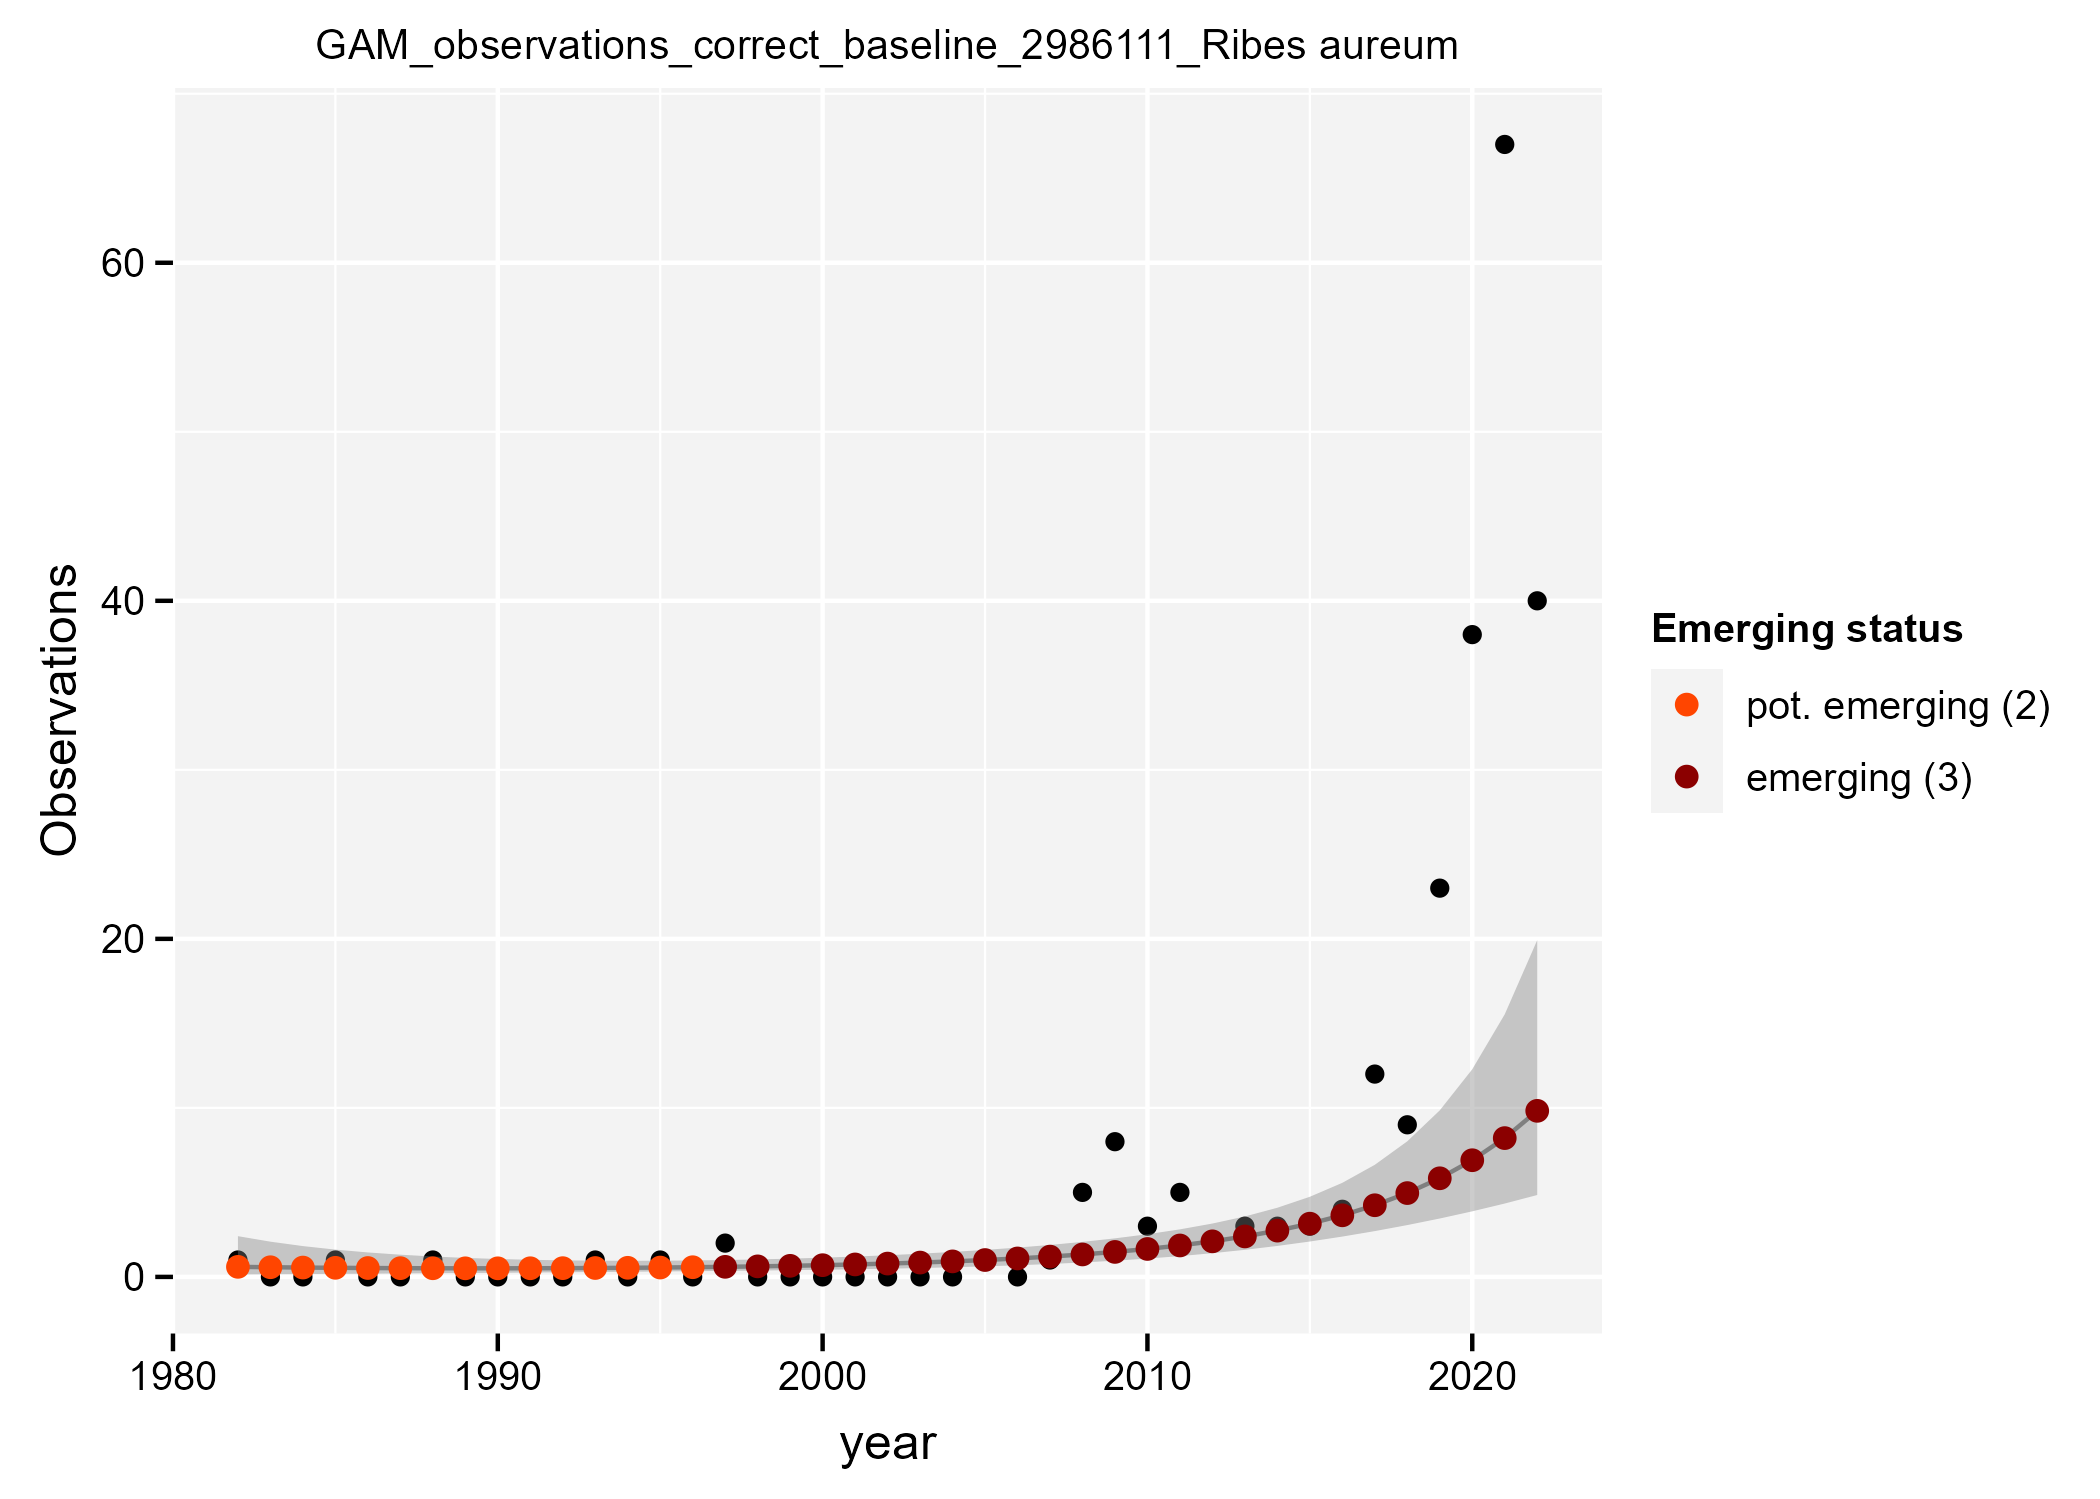 GAM_observations_correct_baseline_2986111_Ribes aureum
Observations
60
40
20
0
1980
1990
2000
2010
2020
year
Emerging status
pot. emerging (2)
emerging (3)